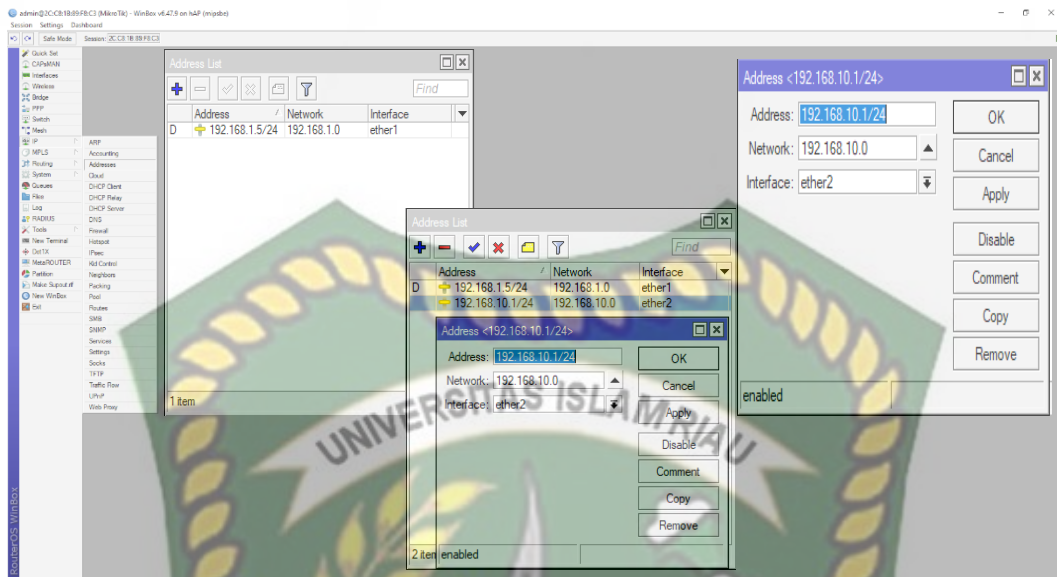 admin@2C:C8:1B:89:F8:C3 (MikroTik) - WinBox v6.47.9 on hAP (mipsbe)
Session Settings Dashboard
Safe Mode Session: 2C:C8:1B:89:F8:C3
Quick Set
CAPsMAN
Interfaces
Wireless
Bridge
PPP
Switch
Mesh
IP
MPLS
Routing
System
Queues
Files
Log
RADIUS
Tools
New Terminal
Dot1X
MetaROUTER
Partition
Make Supout.rif
New WinBox
Exit
RouterOS WinBox
ARP
Accounting
Addresses
Cloud
DHCP Client
DHCP Relay
DHCP Server
DNS
Firewall
Hotspot
IPsec
Kid Control
Neighbors
Packing
Pool
Routes
SMB
SNMP
Services
Settings
Socks
TFTP
Traffic Flow
UPnP
Web Proxy
Address List
Find
Address / Network Interface
D 192.168.1.5/24 192.168.1.0 ether1
1 item
Address List
Find
Address / Network Interface
D 192.168.1.5/24 192.168.1.0 ether1
192.168.10.1/24 192.168.10.0 ether2
Address <192.168.10.1/24>
Address: 192.168.10.1/24 OK
Network: 192.168.10.0 Cancel
Interface: ether2 Apply
Disable
Comment
Copy
Remove
2 item enabled
Address <192.168.10.1/24>
Address: 192.168.10.1/24 OK
Network: 192.168.10.0 Cancel
Interface: ether2 Apply
Disable
Comment
Copy
Remove
enabled
UNIVERSITAS ISLAM RIAU